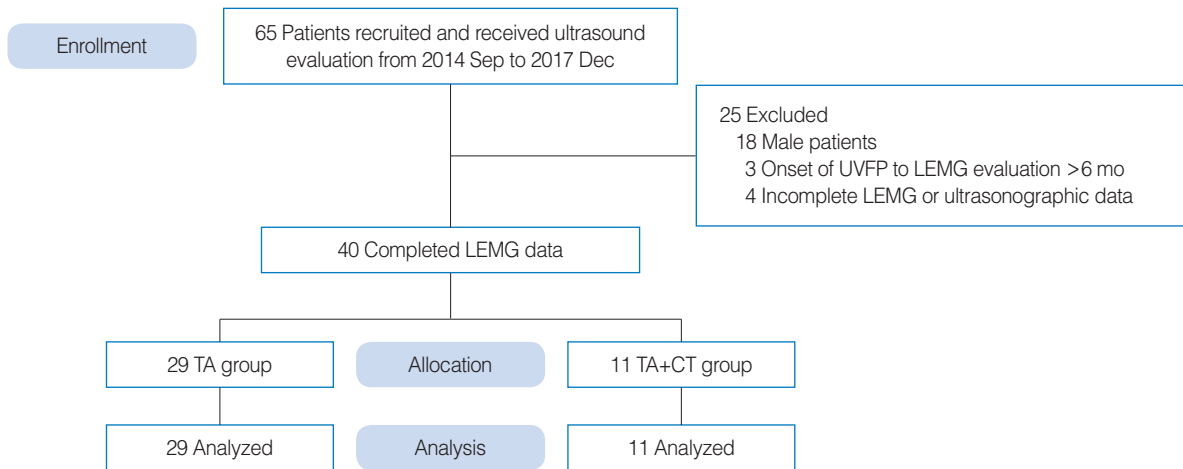 Enrollment
65 Patients recruited and received ultrasound
evaluation from 2014 Sep to 2017 Dec
25 Excluded
18 Male patients
3 Onset of UVFP to LEMG evaluation >6 mo
4 Incomplete LEMG or ultrasonographic data
40 Completed LEMG data
29 TA group
Allocation
11 TA+CT group
29 Analyzed
Analysis
11 Analyzed